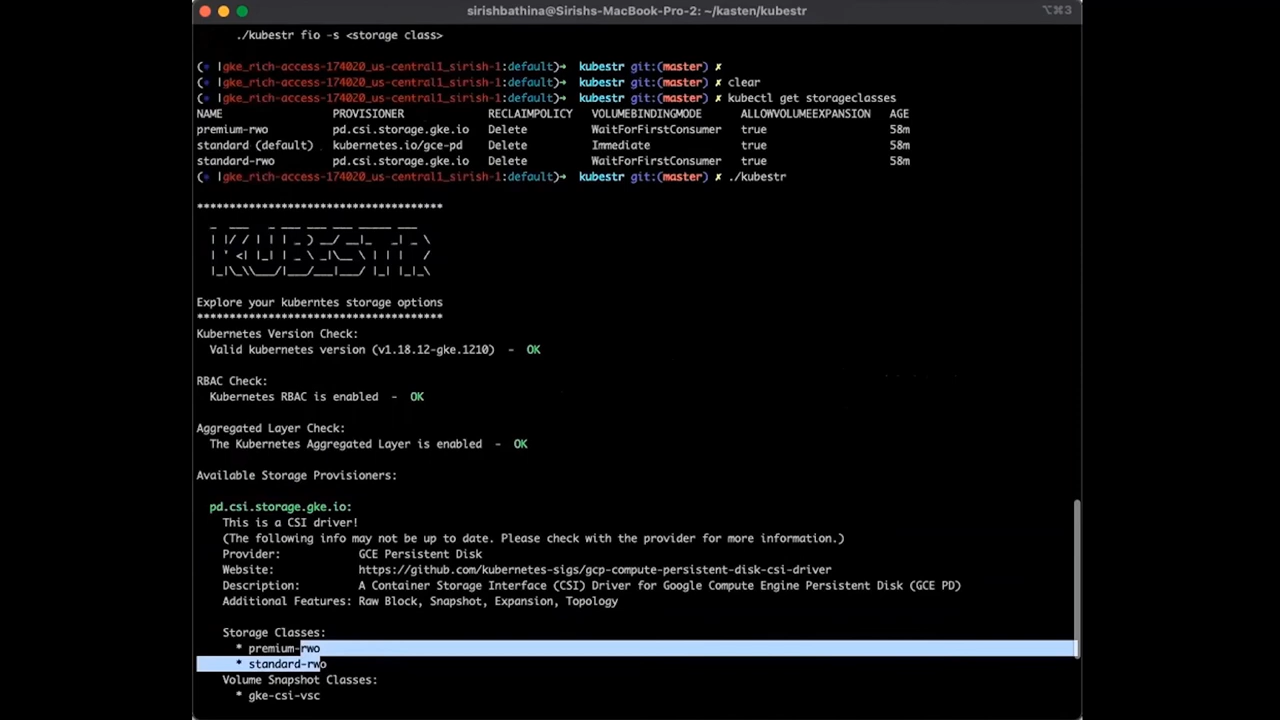 sirishbathina@Sirishs-MacBook-Pro-2: ~/kasten/kubestr ⌥⌘3
./kubestr fio -s <storage class>
( |gke_rich-access-174020_us-central1_sirish-1:default)→ kubestr git:(master) ✗
( |gke_rich-access-174020_us-central1_sirish-1:default)→ kubestr git:(master) ✗ clear
( |gke_rich-access-174020_us-central1_sirish-1:default)→ kubestr git:(master) ✗ kubectl get storageclasses
NAME PROVISIONER RECLAIMPOLICY VOLUMEBINDINGMODE ALLOWVOLUMEEXPANSION AGE
premium-rwo pd.csi.storage.gke.io Delete WaitForFirstConsumer true 58m
standard (default) kubernetes.io/gce-pd Delete Immediate true 58m
standard-rwo pd.csi.storage.gke.io Delete WaitForFirstConsumer true 58m
( |gke_rich-access-174020_us-central1_sirish-1:default)→ kubestr git:(master) ✗ ./kubestr
**************************************
KUBESTR
Explore your kuberntes storage options
**************************************
Kubernetes Version Check:
Valid kubernetes version (v1.18.12-gke.1210) - OK
RBAC Check:
Kubernetes RBAC is enabled - OK
Aggregated Layer Check:
The Kubernetes Aggregated Layer is enabled - OK
Available Storage Provisioners:
pd.csi.storage.gke.io:
This is a CSI driver!
(The following info may not be up to date. Please check with the provider for more information.)
Provider: GCE Persistent Disk
Website: https://github.com/kubernetes-sigs/gcp-compute-persistent-disk-csi-driver
Description: A Container Storage Interface (CSI) Driver for Google Compute Engine Persistent Disk (GCE PD)
Additional Features: Raw Block, Snapshot, Expansion, Topology
Storage Classes:
* premium-rwo
* standard-rwo
Volume Snapshot Classes:
* gke-csi-vsc